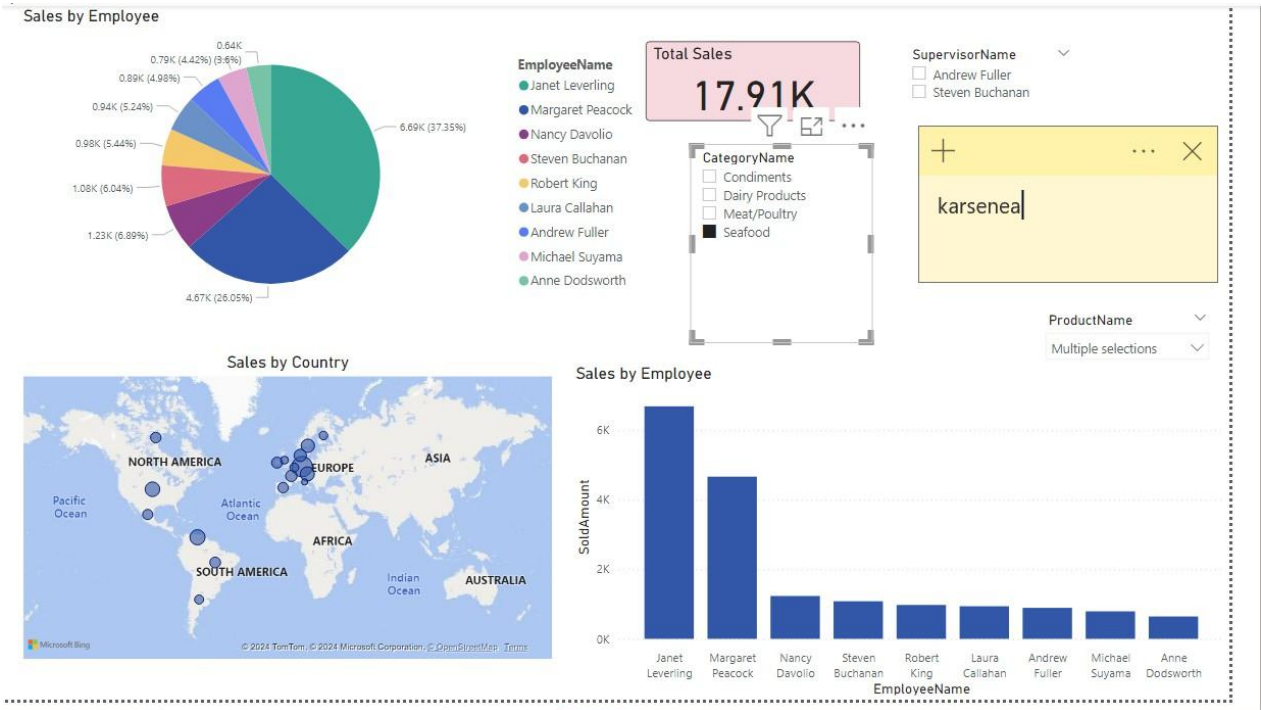 Sales by Employee
0.64K
0.79K (4.42%) (3.6%)
0.89K (4.98%)
0.94K (5.24%)
0.98K (5.44%)
1.08K (6.04%)
1.23K (6.89%)
4.67K (26.05%)
6.69K (37.35%)
EmployeeName
Janet Leverling
Margaret Peacock
Nancy Davolio
Steven Buchanan
Robert King
Laura Callahan
Andrew Fuller
Michael Suyama
Anne Dodsworth
Total Sales
17.91K
CategoryName
Condiments
Dairy Products
Meat/Poultry
Seafood
SupervisorName
Andrew Fuller
Steven Buchanan
karsenea
ProductName
Multiple selections
Sales by Country
NORTH AMERICA
EUROPE
ASIA
Pacific
Ocean
Atlantic
Ocean
AFRICA
SOUTH AMERICA
Indian
Ocean
AUSTRALIA
Microsoft Bing
© 2024 TomTom, © 2024 Microsoft Corporation, © OpenStreetMap Terms
Sales by Employee
SoldAmount
6K
4K
2K
0K
Janet
Leverling
Margaret
Peacock
Nancy
Davolio
Steven
Buchanan
Robert
King
Laura
Callahan
Andrew
Fuller
Michael
Suyama
Anne
Dodsworth
EmployeeName